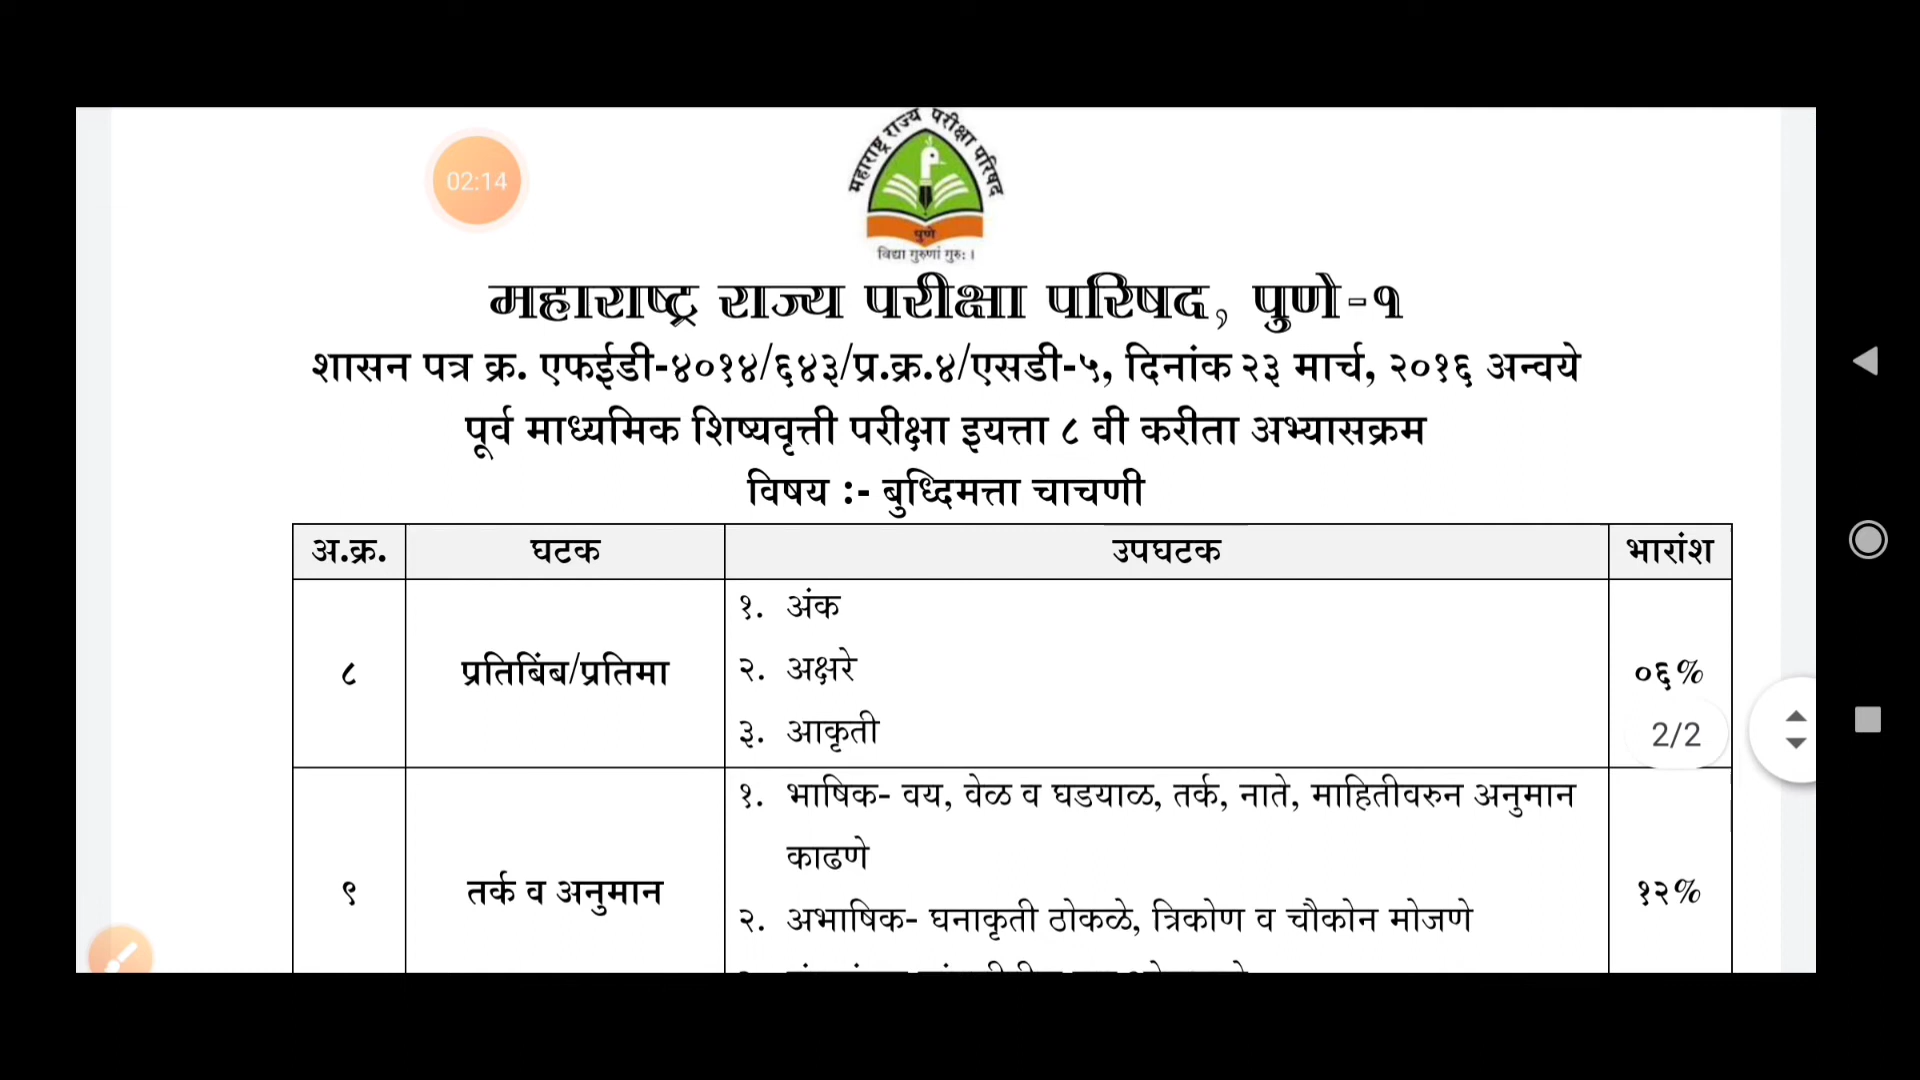 महाराष्ट्र राज्य परीक्षा परिषद
पुणे
विद्या गुरुणां गुरुः।
02:14
महाराष्ट्र राज्य परीक्षा परिषद, पुणे-१
शासन पत्र क्र. एफईडी-४०१४/६४३/प्र.क्र.४/एसडी-५, दिनांक २३ मार्च, २०१६ अन्वये
पूर्व माध्यमिक शिष्यवृत्ती परीक्षा इयत्ता ८ वी करीता अभ्यासक्रम
विषय :- बुध्दिमत्ता चाचणी
अ.क्र. घटक उपघटक भारांश
८ प्रतिबिंब/प्रतिमा ०६%
१. अंक
२. अक्षरे
३. आकृती
2/2
९ तर्क व अनुमान १२%
१. भाषिक- वय, वेळ व घडयाळ, तर्क, नाते, माहितीवरुन अनुमान
काढणे
२. अभाषिक- घनाकृती ठोकळे, त्रिकोण व चौकोन मोजणे